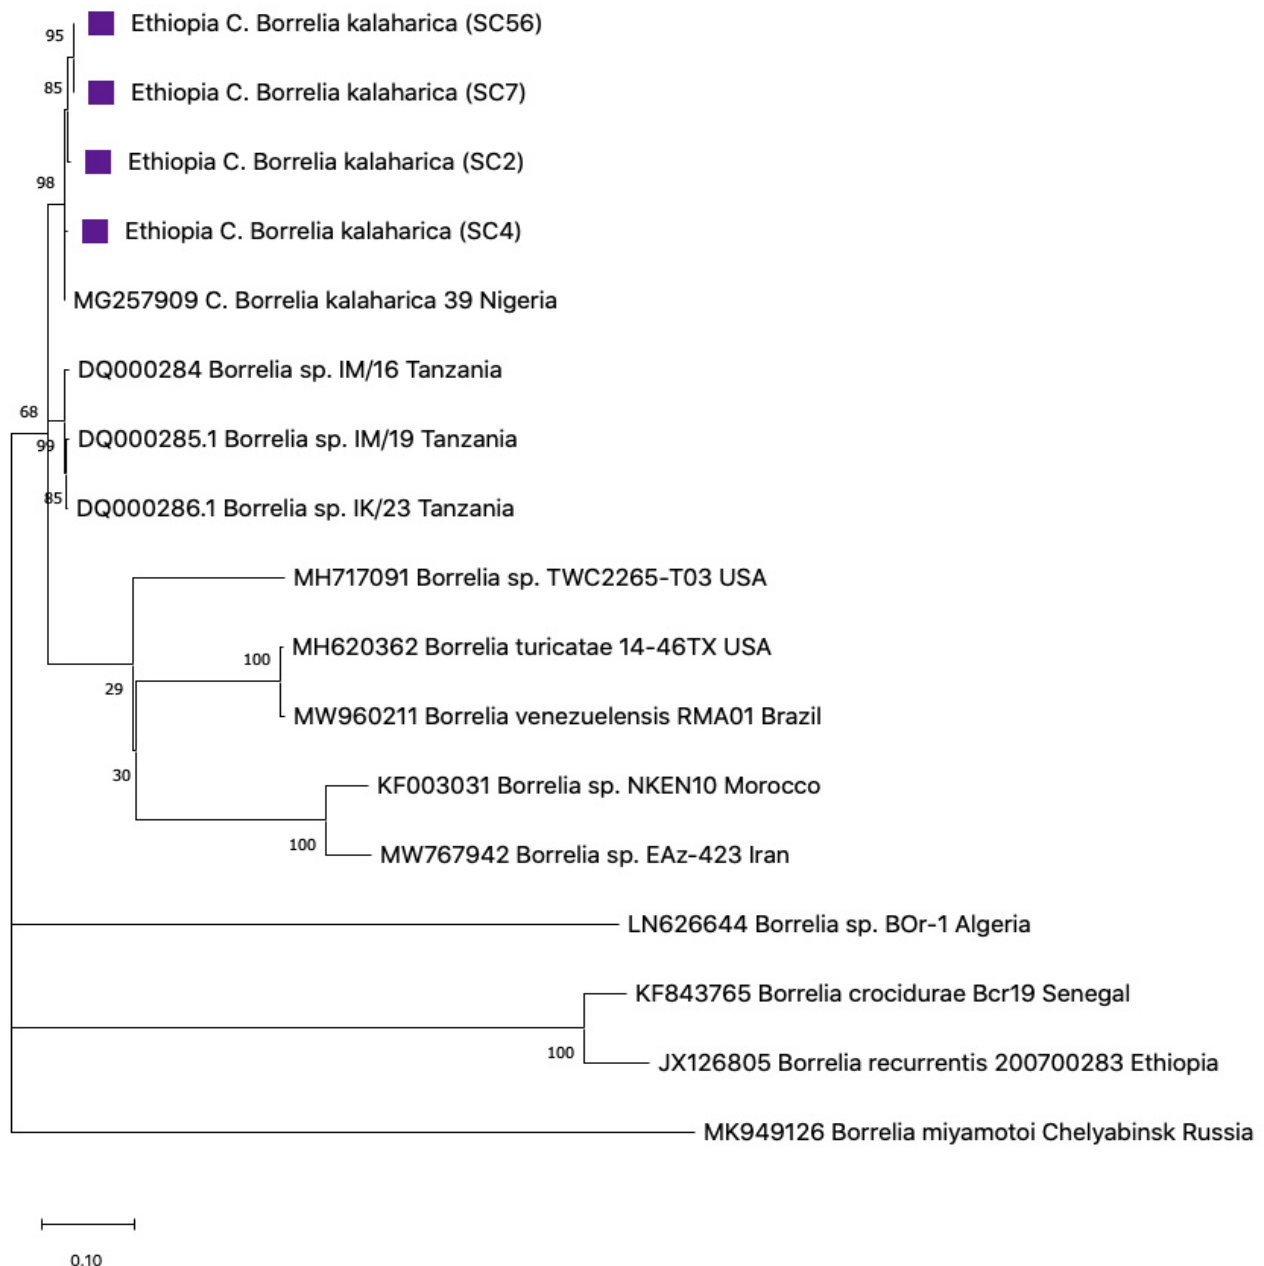 95
Ethiopia C. Borrelia kalaharica (SC56)
85
Ethiopia C. Borrelia kalaharica (SC7)
Ethiopia C. Borrelia kalaharica (SC2)
98
Ethiopia C. Borrelia kalaharica (SC4)
MG257909 C. Borrelia kalaharica 39 Nigeria
DQ000284 Borrelia sp. IM/16 Tanzania
68
99
DQ000285.1 Borrelia sp. IM/19 Tanzania
85
DQ000286.1 Borrelia sp. IK/23 Tanzania
MH717091 Borrelia sp. TWC2265-T03 USA
MH620362 Borrelia turicatae 14-46TX USA
100
29
MW960211 Borrelia venezuelensis RMA01 Brazil
30
KF003031 Borrelia sp. NKEN10 Morocco
100
MW767942 Borrelia sp. EAz-423 Iran
LN626644 Borrelia sp. BOr-1 Algeria
KF843765 Borrelia crocidurae Bcr19 Senegal
100
JX126805 Borrelia recurrentis 200700283 Ethiopia
MK949126 Borrelia miyamotoi Chelyabinsk Russia
0.10